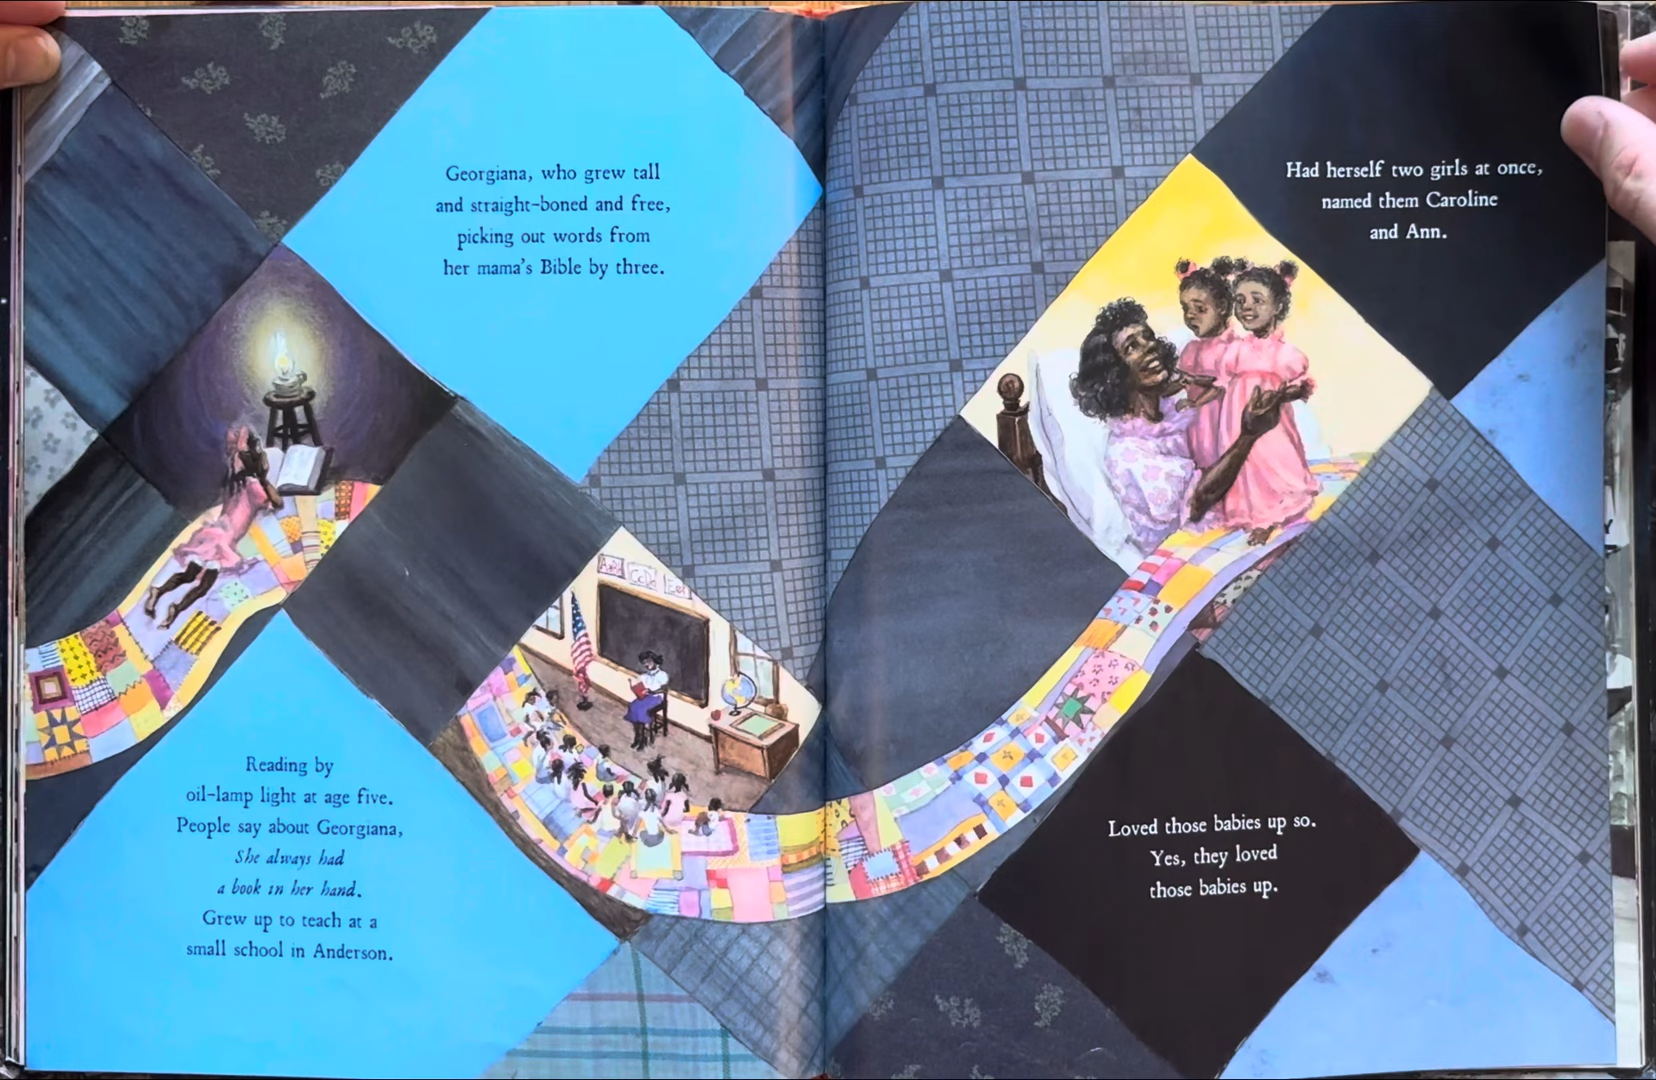 Georgiana, who grew tall
and straight-boned and free,
picking out words from
her mama's Bible by three.
Reading by
oil-lamp light at age five.
People say about Georgiana,
She always had
a book in her hand.
Grew up to teach at a
small school in Anderson.
Had herself two girls at once,
named them Caroline
and Ann.
Loved those babies up so.
Yes, they loved
those babies up.